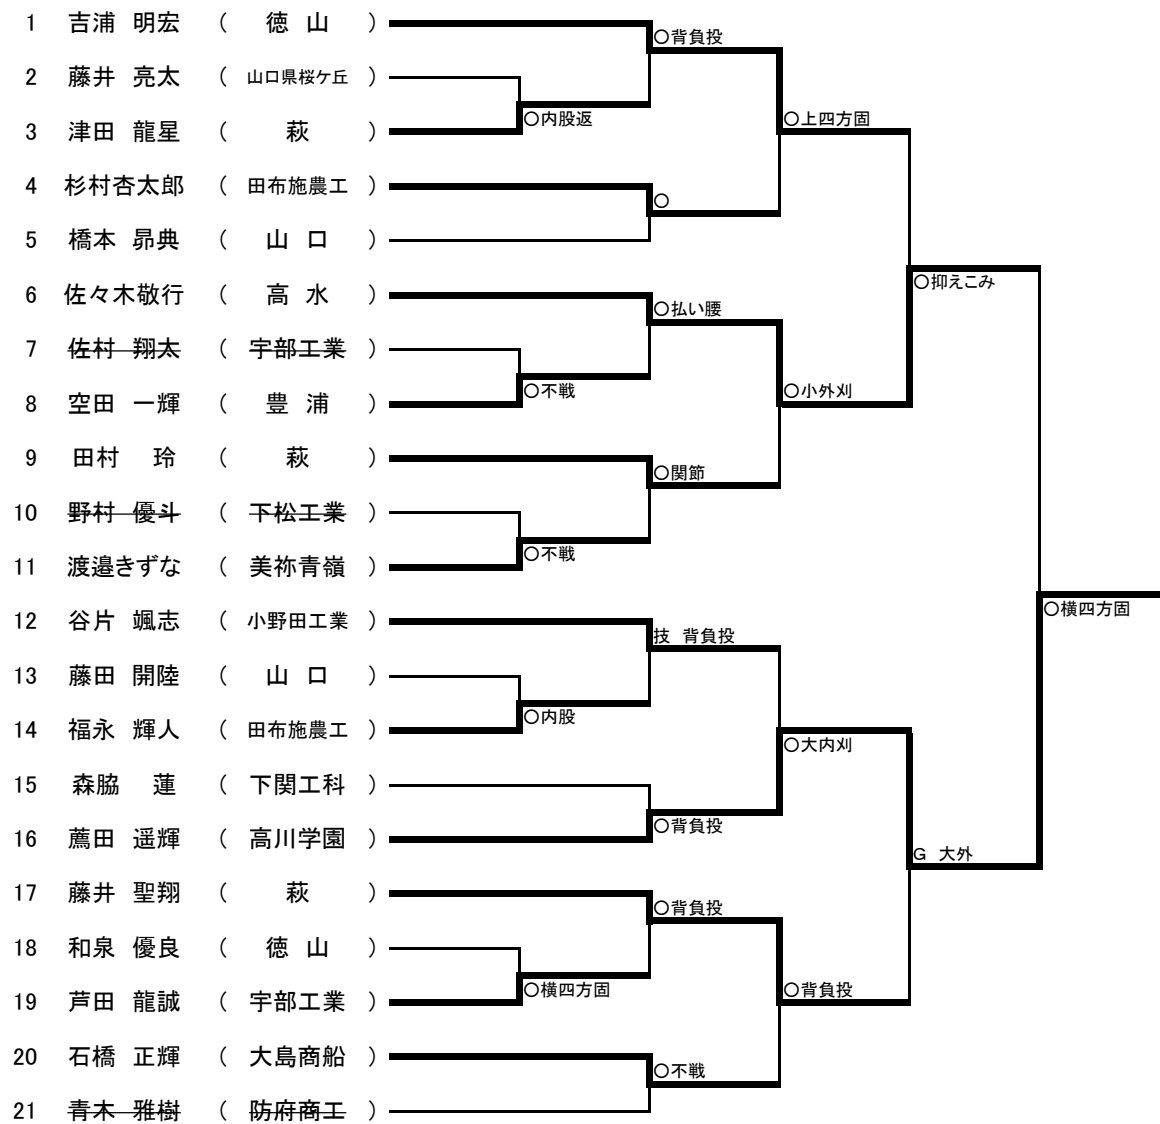 1 吉浦 明宏 ( 徳 山 )
○背負投
2 藤井 亮太 ( 山口県桜ケ丘 )
○内股返
3 津田 龍星 ( 萩 )
○上四方固
4 杉村杏太郎 ( 田布施農工 )
○
5 橋本 昴典 ( 山 口 )
○抑えこみ
6 佐々木敬行 ( 高 水 )
○払い腰
7 佐村 翔太 ( 宇部工業 )
○不戦
○小外刈
8 空田 一輝 ( 豊 浦 )
9 田村 玲 ( 萩 )
○関節
10 野村 優斗 ( 下松工業 )
○不戦
11 渡邉きずな ( 美祢青嶺 )
○横四方固
12 谷片 颯志 ( 小野田工業 )
技 背負投
13 藤田 開陸 ( 山 口 )
○内股
14 福永 輝人 ( 田布施農工 )
○大内刈
15 森脇 蓮 ( 下関工科 )
○背負投
16 薦田 遥輝 ( 高川学園 )
G 大外
17 藤井 聖翔 ( 萩 )
○背負投
18 和泉 優良 ( 徳 山 )
○横四方固
○背負投
19 芦田 龍誠 ( 宇部工業 )
20 石橋 正輝 ( 大島商船 )
○不戦
21 青木 雅樹 ( 防府商工 )